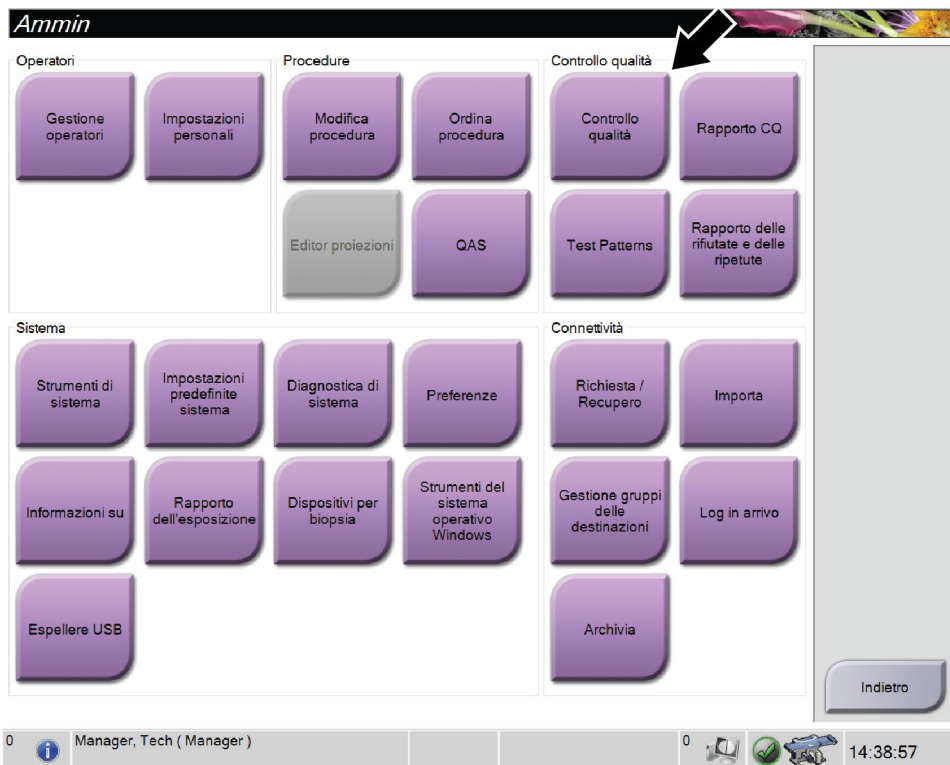 Ammin
Operatori
Gestione
operatori
Impostazioni
personali
Procedure
Modifica
procedura
Ordina
procedura
Editor proiezioni
QAS
Controllo qualità
Controllo
qualità
Rapporto CQ
Test Patterns
Rapporto delle
rifiutate e delle
ripetute
Sistema
Strumenti di
sistema
Impostazioni
predefinite
sistema
Diagnostica di
sistema
Preferenze
Informazioni su
Rapporto
dell'esposizione
Dispositivi per
biopsia
Strumenti del
sistema
operativo
Windows
Espellere USB
Connettività
Richiesta /
Recupero
Importa
Gestione gruppi
delle
destinazioni
Log in arrivo
Archivia
Indietro
0
Manager, Tech ( Manager )
0
14:38:57